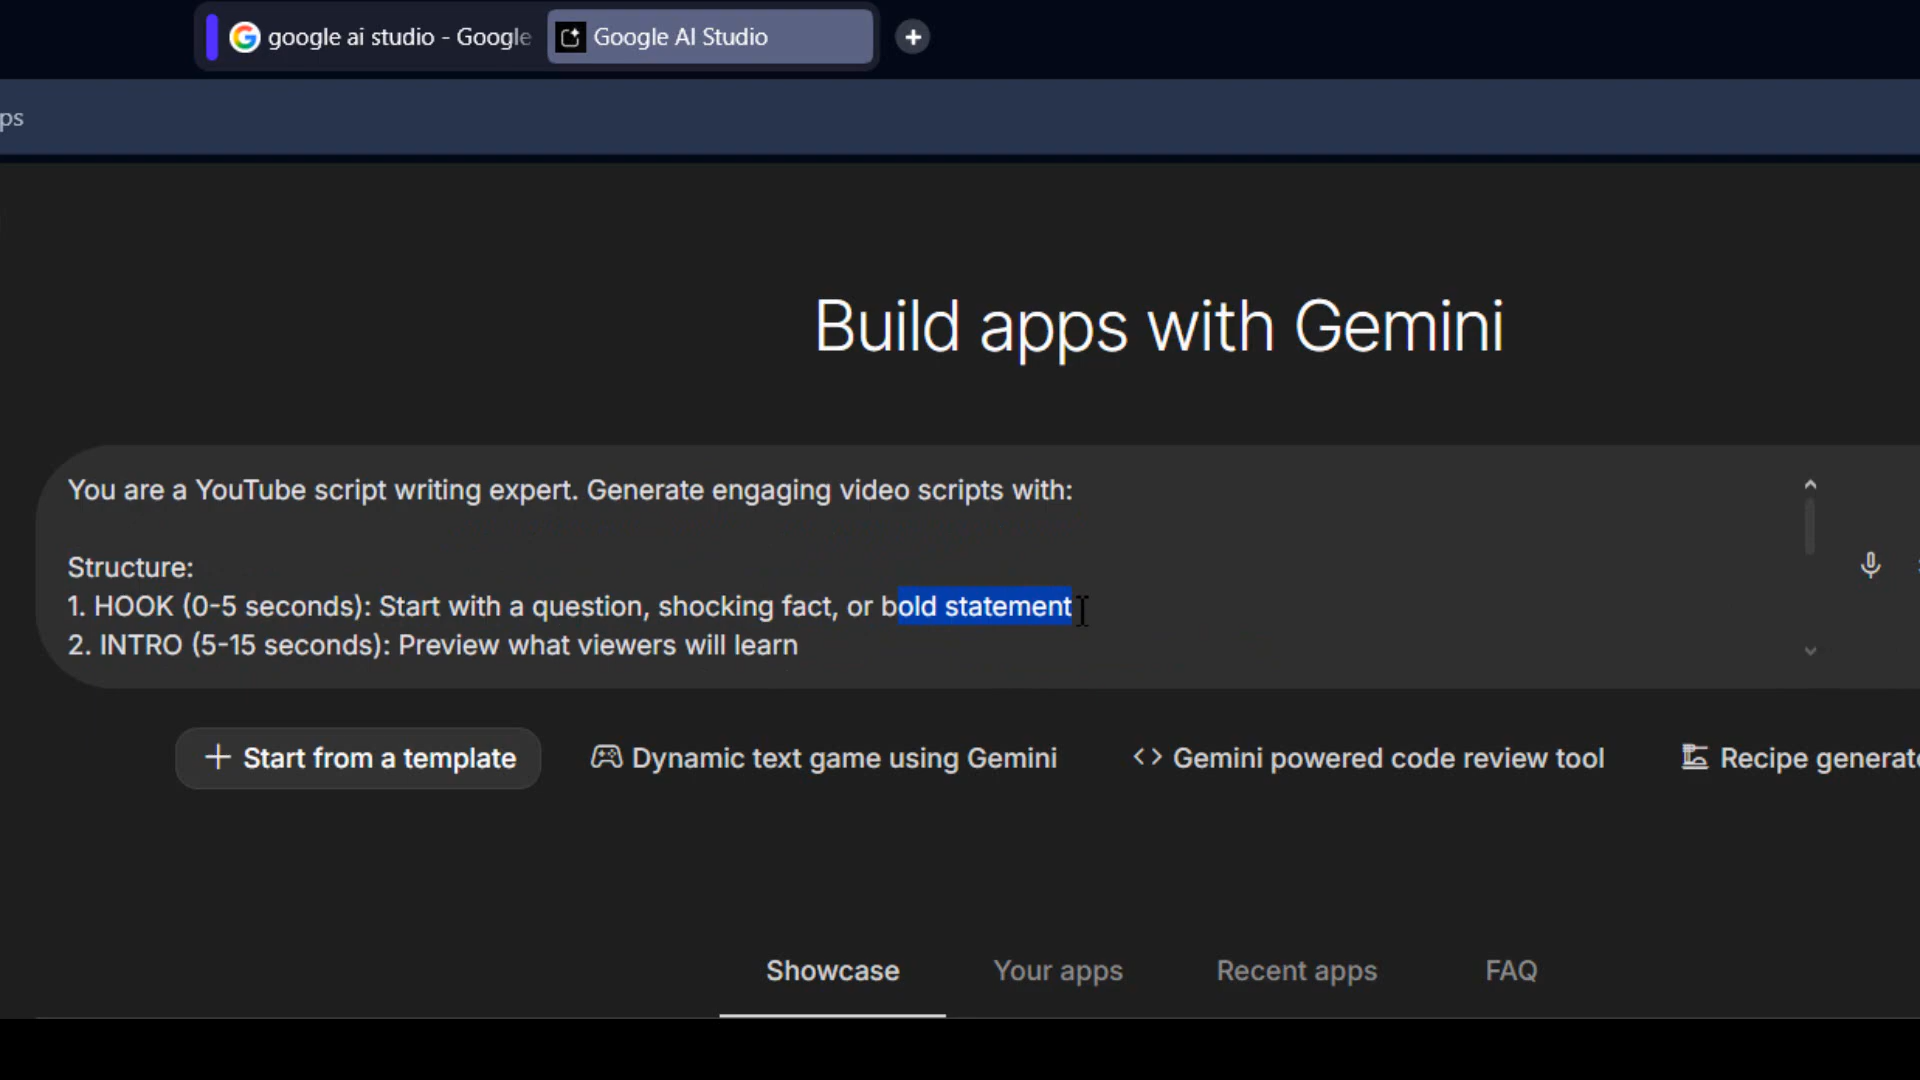 google ai studio - Google
Google AI Studio
ps
Build apps with Gemini
You are a YouTube script writing expert. Generate engaging video scripts with:
Structure:
1. HOOK (0-5 seconds): Start with a question, shocking fact, or bold statement
2. INTRO (5-15 seconds): Preview what viewers will learn
Start from a template
Dynamic text game using Gemini
Gemini powered code review tool
Recipe generat
Showcase
Your apps
Recent apps
FAQ